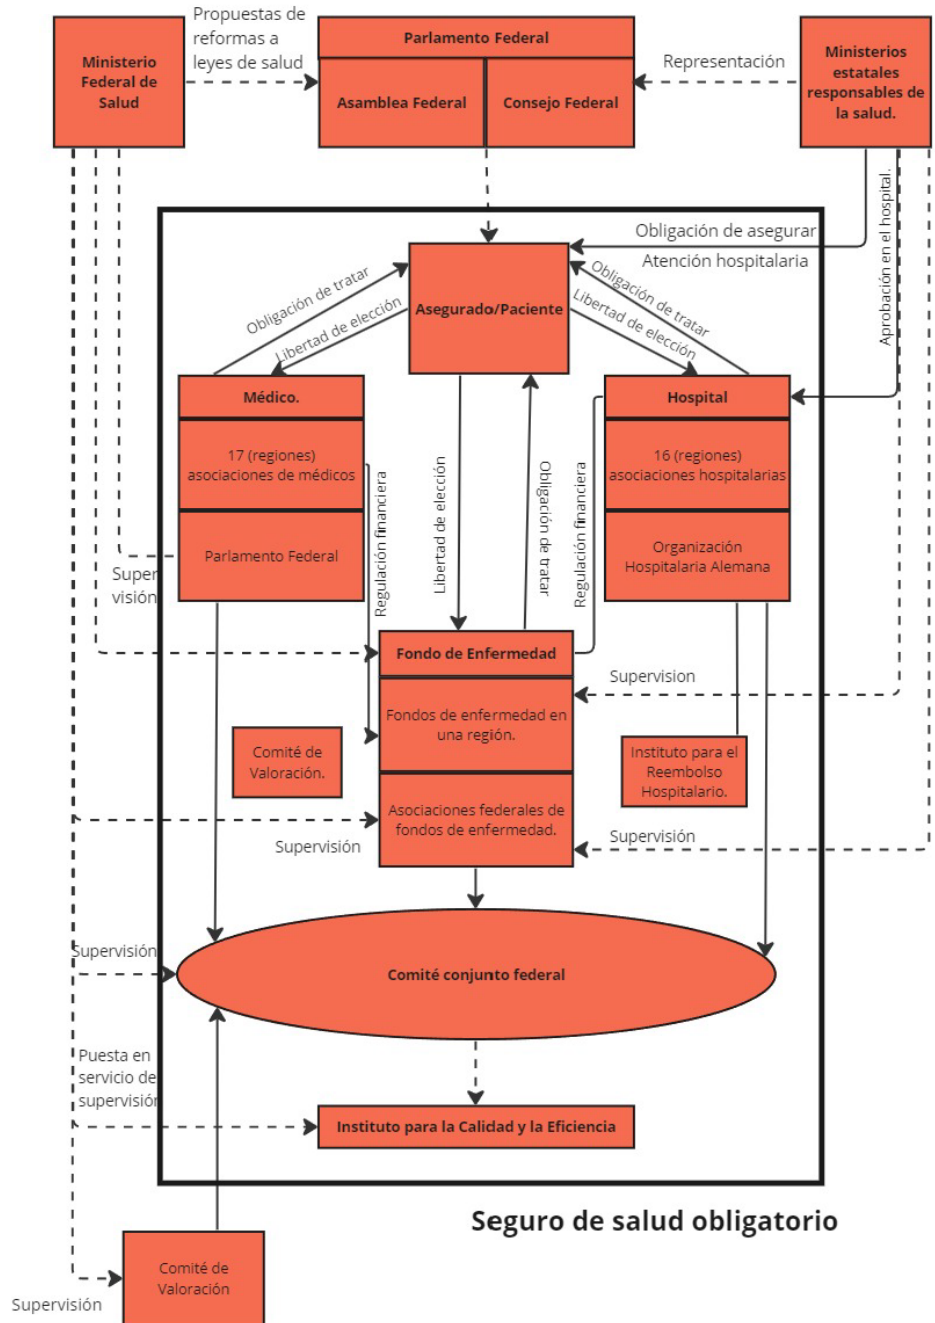 Propuestas de
reformas a
leyes de salud
Ministerio
Federal de
Salud
Parlamento Federal
Asamblea Federal
Consejo Federal
Representación
Ministerios
estatales
responsables de
la salud.
Obligación de asegurar
Atención hospitalaria
Aprobación en el hospital.
Asegurado/Paciente
Obligación de tratar
Libertad de elección
Obligación de tratar
Libertad de elección
Médico.
17 (regiones)
asociaciones de médicos
Parlamento Federal
Hospital
16 (regiones)
asociaciones hospitalarias
Organización
Hospitalaria Alemana
Super
visión
Regulación financiera
Libertad de elección
Obligación de tratar
Regulación financiera
Fondo de Enfermedad
Fondos de enfermedad en
una región.
Asociaciones federales de
fondos de enfermedad.
Supervision
Comité de
Valoración.
Instituto para el
Reembolso
Hospitalario.
Supervisión
Supervisión
Supervisión
Comité conjunto federal
Puesta en
servicio de
supervisión
Instituto para la Calidad y la Eficiencia
Seguro de salud obligatorio
Comité de
Valoración
Supervisión